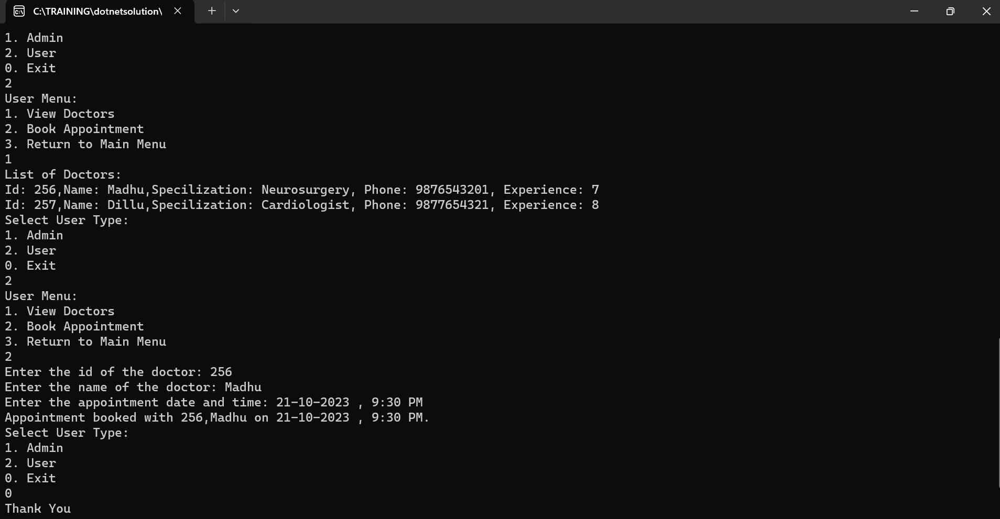 C:\TRAINING\dotnetsolution\
1. Admin
2. User
0. Exit
2
User Menu:
1. View Doctors
2. Book Appointment
3. Return to Main Menu
1
List of Doctors:
Id: 256,Name: Madhu,Specilization: Neurosurgery, Phone: 9876543201, Experience: 7
Id: 257,Name: Dillu,Specilization: Cardiologist, Phone: 9877654321, Experience: 8
Select User Type:
1. Admin
2. User
0. Exit
2
User Menu:
1. View Doctors
2. Book Appointment
3. Return to Main Menu
2
Enter the id of the doctor: 256
Enter the name of the doctor: Madhu
Enter the appointment date and time: 21-10-2023 , 9:30 PM
Appointment booked with 256,Madhu on 21-10-2023 , 9:30 PM.
Select User Type:
1. Admin
2. User
0. Exit
0
Thank You